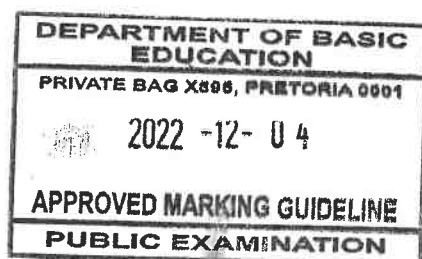 DEPARTMENT OF BASIC
EDUCATION
PRIVATE BAG X895, PRETORIA 0001
2022 -12- 04
APPROVED MARKING GUIDELINE
PUBLIC EXAMINATION